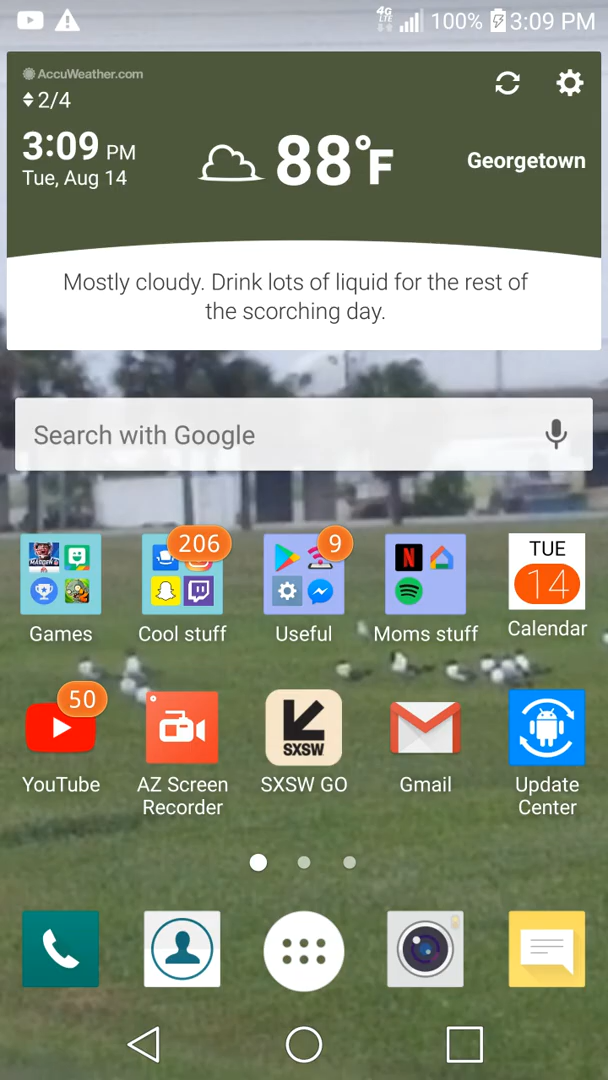 4G LTE 100% 3:09 PM
AccuWeather.com
2/4
3:09 PM
Tue, Aug 14
88°F
Georgetown
Mostly cloudy. Drink lots of liquid for the rest of
the scorching day.
Search with Google
206
9
TUE
14
Games
Cool stuff
Useful
Moms stuff
Calendar
50
SXSW
YouTube
AZ Screen
Recorder
SXSW GO
Gmail
Update
Center